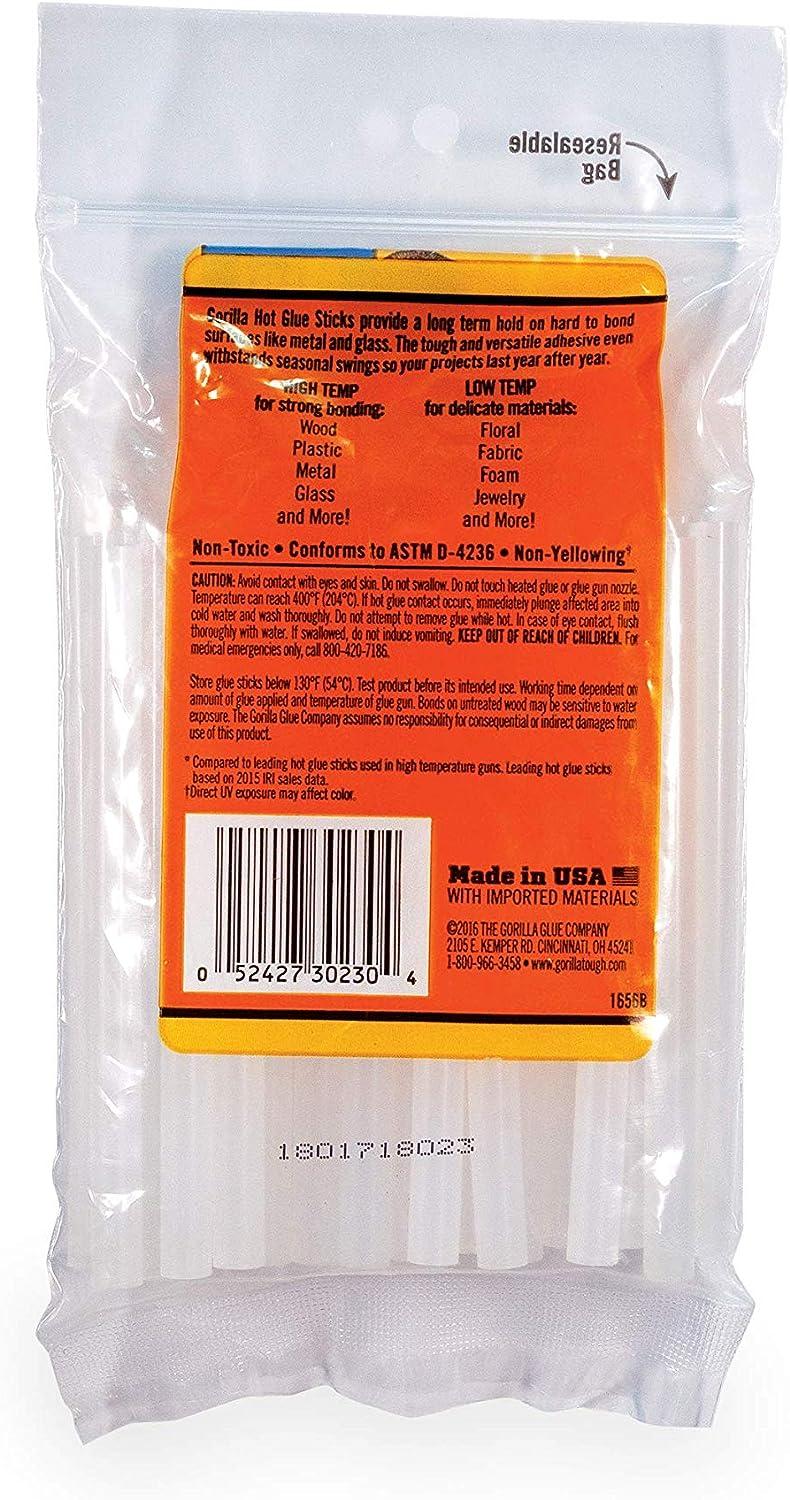 Resealable
Bag
Gorilla Hot Glue Sticks provide a long term hold on hard to bond
surfaces like metal and glass. The tough and versatile adhesive even
withstands seasonal swings so your projects last year after year.
HIGH TEMP
for strong bonding:
Wood
Plastic
Metal
Glass
and More!
LOW TEMP
for delicate materials:
Floral
Fabric
Foam
Jewelry
and More!
Non-Toxic • Conforms to ASTM D-4236 • Non-Yellowing†
CAUTION: Avoid contact with eyes and skin. Do not swallow. Do not touch heated glue or glue gun nozzle.
Temperature can reach 400°F (204°C). If hot glue contact occurs, immediately plunge affected area into
cold water and wash thoroughly. Do not attempt to remove glue while hot. In case of eye contact, flush
thoroughly with water. If swallowed, do not induce vomiting. KEEP OUT OF REACH OF CHILDREN. For
medical emergencies only, call 800-420-7186.
Store glue sticks below 130°F (54°C). Test product before its intended use. Working time dependent on
amount of glue applied and temperature of glue gun. Bonds on untreated wood may be sensitive to water
exposure. The Gorilla Glue Company assumes no responsibility for consequential or indirect damages from
use of this product.
* Compared to leading hot glue sticks used in high temperature guns. Leading hot glue sticks
based on 2015 IRI sales data.
†Direct UV exposure may affect color.
0 52427 30230 4
Made in USA
WITH IMPORTED MATERIALS
©2016 THE GORILLA GLUE COMPANY
2105 E. KEMPER RD. CINCINNATI, OH 45241
1-800-966-3458 • www.gorillatough.com
1656B
1801718023